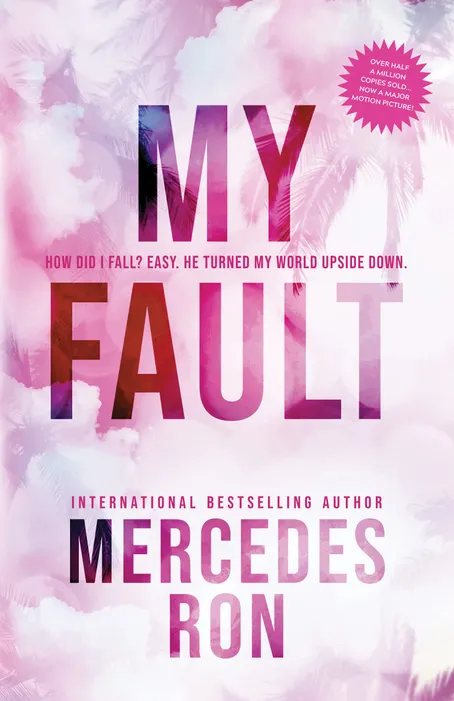 OVER HALF
A MILLION
COPIES SOLD...
NOW A MAJOR
MOTION PICTURE!
MY
HOW DID I FALL? EASY. HE TURNED MY WORLD UPSIDE DOWN.
FAULT
INTERNATIONAL BESTSELLING AUTHOR
MERCEDES
RON